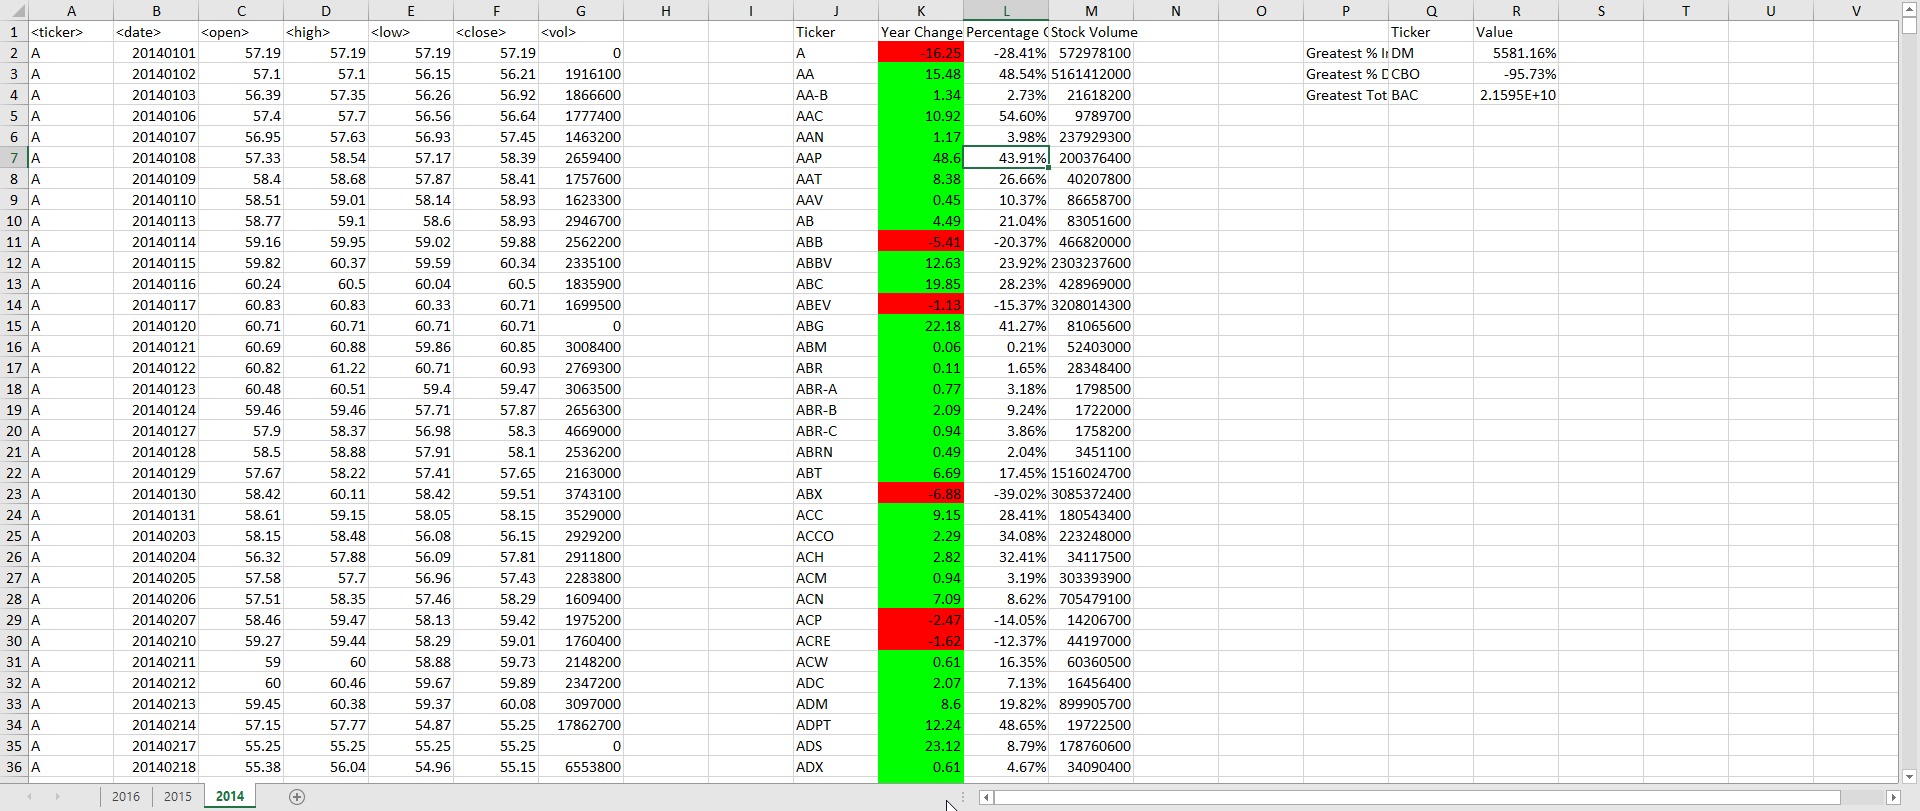 A B C D E F G H I J K L M N O P Q R S T U V
1 <ticker> <date> <open> <high> <low> <close> <vol> Ticker Year Change Percentage C Stock Volume Ticker Value
2 A 20140101 57.19 57.19 57.19 57.19 0 A -16.25 -28.41% 572978100 Greatest % I DM 5581.16%
3 A 20140102 57.1 57.1 56.15 56.21 1916100 AA 15.48 48.54% 5161412000 Greatest % D CBO -95.73%
4 A 20140103 56.39 57.35 56.26 56.92 1866600 AA-B 1.34 2.73% 21618200 Greatest Tot BAC 2.1595E+10
5 A 20140106 57.4 57.7 56.56 56.64 1777400 AAC 10.92 54.60% 9789700
6 A 20140107 56.95 57.63 56.93 57.45 1463200 AAN 1.17 3.98% 237929300
7 A 20140108 57.33 58.54 57.17 58.39 2659400 AAP 48.6 43.91% 200376400
8 A 20140109 58.4 58.68 57.87 58.41 1757600 AAT 8.38 26.66% 40207800
9 A 20140110 58.51 59.01 58.14 58.93 1623300 AAV 0.45 10.37% 86658700
10 A 20140113 58.77 59.1 58.6 58.93 2946700 AB 4.49 21.04% 83051600
11 A 20140114 59.16 59.95 59.02 59.88 2562200 ABB -5.41 -20.37% 466820000
12 A 20140115 59.82 60.37 59.59 60.34 2335100 ABBV 12.63 23.92% 2303237600
13 A 20140116 60.24 60.5 60.04 60.5 1835900 ABC 19.85 28.23% 428969000
14 A 20140117 60.83 60.83 60.33 60.71 1699500 ABEV -1.13 -15.37% 3208014300
15 A 20140120 60.71 60.71 60.71 60.71 0 ABG 22.18 41.27% 81065600
16 A 20140121 60.69 60.88 59.86 60.85 3008400 ABM 0.06 0.21% 52403000
17 A 20140122 60.82 61.22 60.71 60.93 2769300 ABR 0.11 1.65% 28348400
18 A 20140123 60.48 60.51 59.4 59.47 3063500 ABR-A 0.77 3.18% 1798500
19 A 20140124 59.46 59.46 57.71 57.87 2656300 ABR-B 2.09 9.24% 1722000
20 A 20140127 57.9 58.37 56.98 58.3 4669000 ABR-C 0.94 3.86% 1758200
21 A 20140128 58.5 58.88 57.91 58.1 2536200 ABRN 0.49 2.04% 3451100
22 A 20140129 57.67 58.22 57.41 57.65 2163000 ABT 6.69 17.45% 1516024700
23 A 20140130 58.42 60.11 58.42 59.51 3743100 ABX -6.88 -39.02% 3085372400
24 A 20140131 58.61 59.15 58.05 58.15 3529000 ACC 9.15 28.41% 180543400
25 A 20140203 58.15 58.48 56.08 56.15 2929200 ACCO 2.29 34.08% 223248000
26 A 20140204 56.32 57.88 56.09 57.81 2911800 ACH 2.82 32.41% 34117500
27 A 20140205 57.58 57.7 56.96 57.43 2283800 ACM 0.94 3.19% 303393900
28 A 20140206 57.51 58.35 57.46 58.29 1609400 ACN 7.09 8.62% 705479100
29 A 20140207 58.46 59.47 58.13 59.42 1975200 ACP -2.47 -14.05% 14206700
30 A 20140210 59.27 59.44 58.29 59.01 1760400 ACRE -1.62 -12.37% 44197000
31 A 20140211 59 60 58.88 59.73 2148200 ACW 0.61 16.35% 60360500
32 A 20140212 60 60.46 59.67 59.89 2347200 ADC 2.07 7.13% 16456400
33 A 20140213 59.45 60.38 59.37 60.08 3097000 ADM 8.6 19.82% 899905700
34 A 20140214 57.15 57.77 54.87 55.25 17862700 ADPT 12.24 48.65% 19722500
35 A 20140217 55.25 55.25 55.25 55.25 0 ADS 23.12 8.79% 178760600
36 A 20140218 55.38 56.04 54.96 55.15 6553800 ADX 0.61 4.67% 34090400
2016 2015 2014